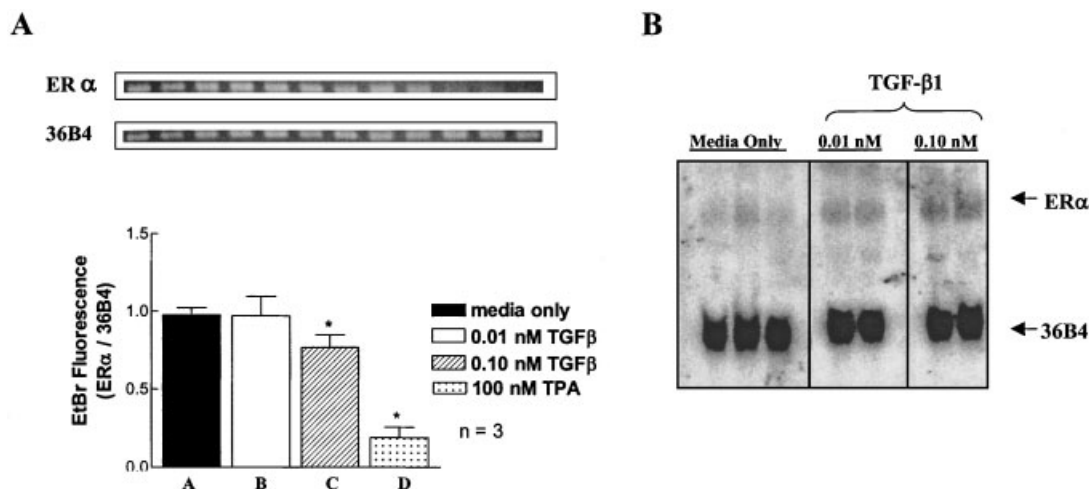 A
ER α
36B4
EtBr Fluorescence
(ERα / 36B4)
1.5
1.0
0.5
0.0
*
*
A
B
C
D
media only
0.01 nM TGFβ
0.10 nM TGFβ
100 nM TPA
n = 3
B
TGF-β1
Media Only
0.01 nM
0.10 nM
ERα
36B4